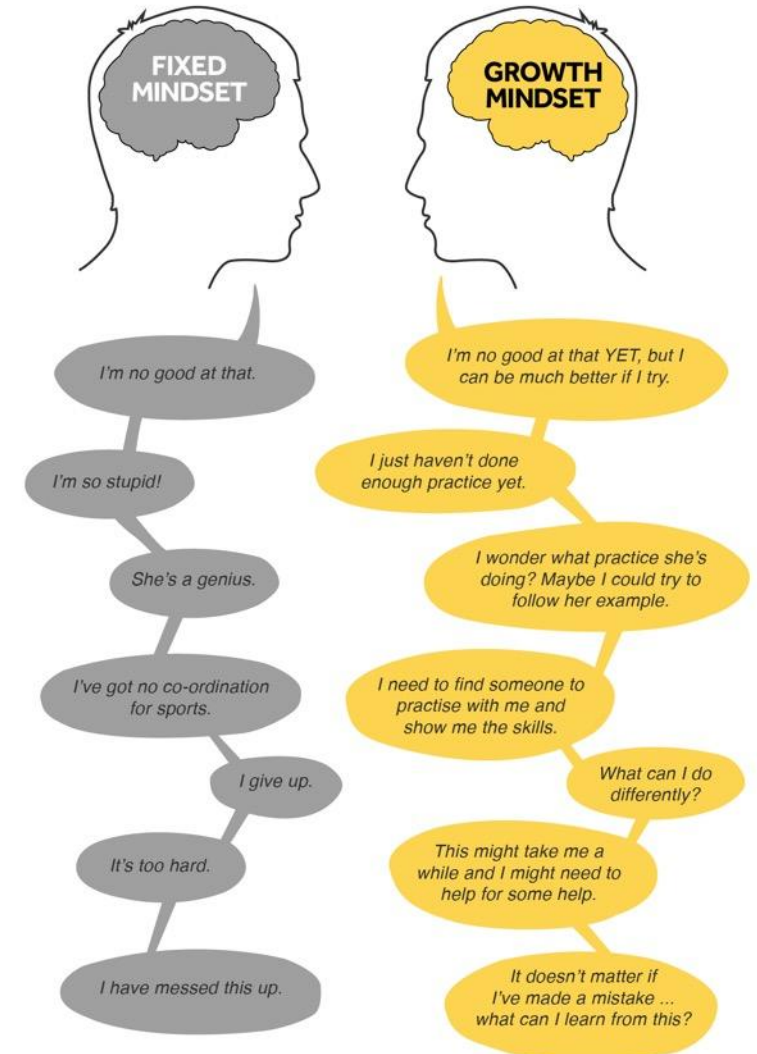 FIXED
MINDSET
I'm no good at that.
I'm so stupid!
She's a genius.
I've got no co-ordination
for sports.
I give up.
It's too hard.
I have messed this up.
GROWTH
MINDSET
I'm no good at that YET, but I
can be much better if I try.
I just haven't done
enough practice yet.
I wonder what practice she's
doing? Maybe I could try to
follow her example.
I need to find someone to
practise with me and
show me the skills.
What can I do
differently?
This might take me a
while and I might need to
help for some help.
It doesn't matter if
I've made a mistake ...
what can I learn from this?